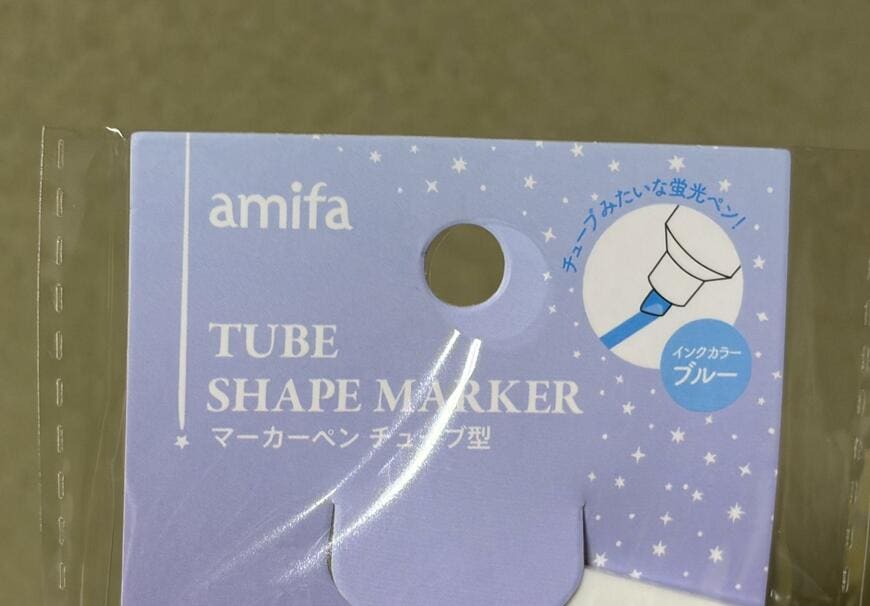 amifa
チューブみたいな蛍光ペン!
インクカラー
ブルー
TUBE
SHAPE MARKER
マーカーペン チューブ型